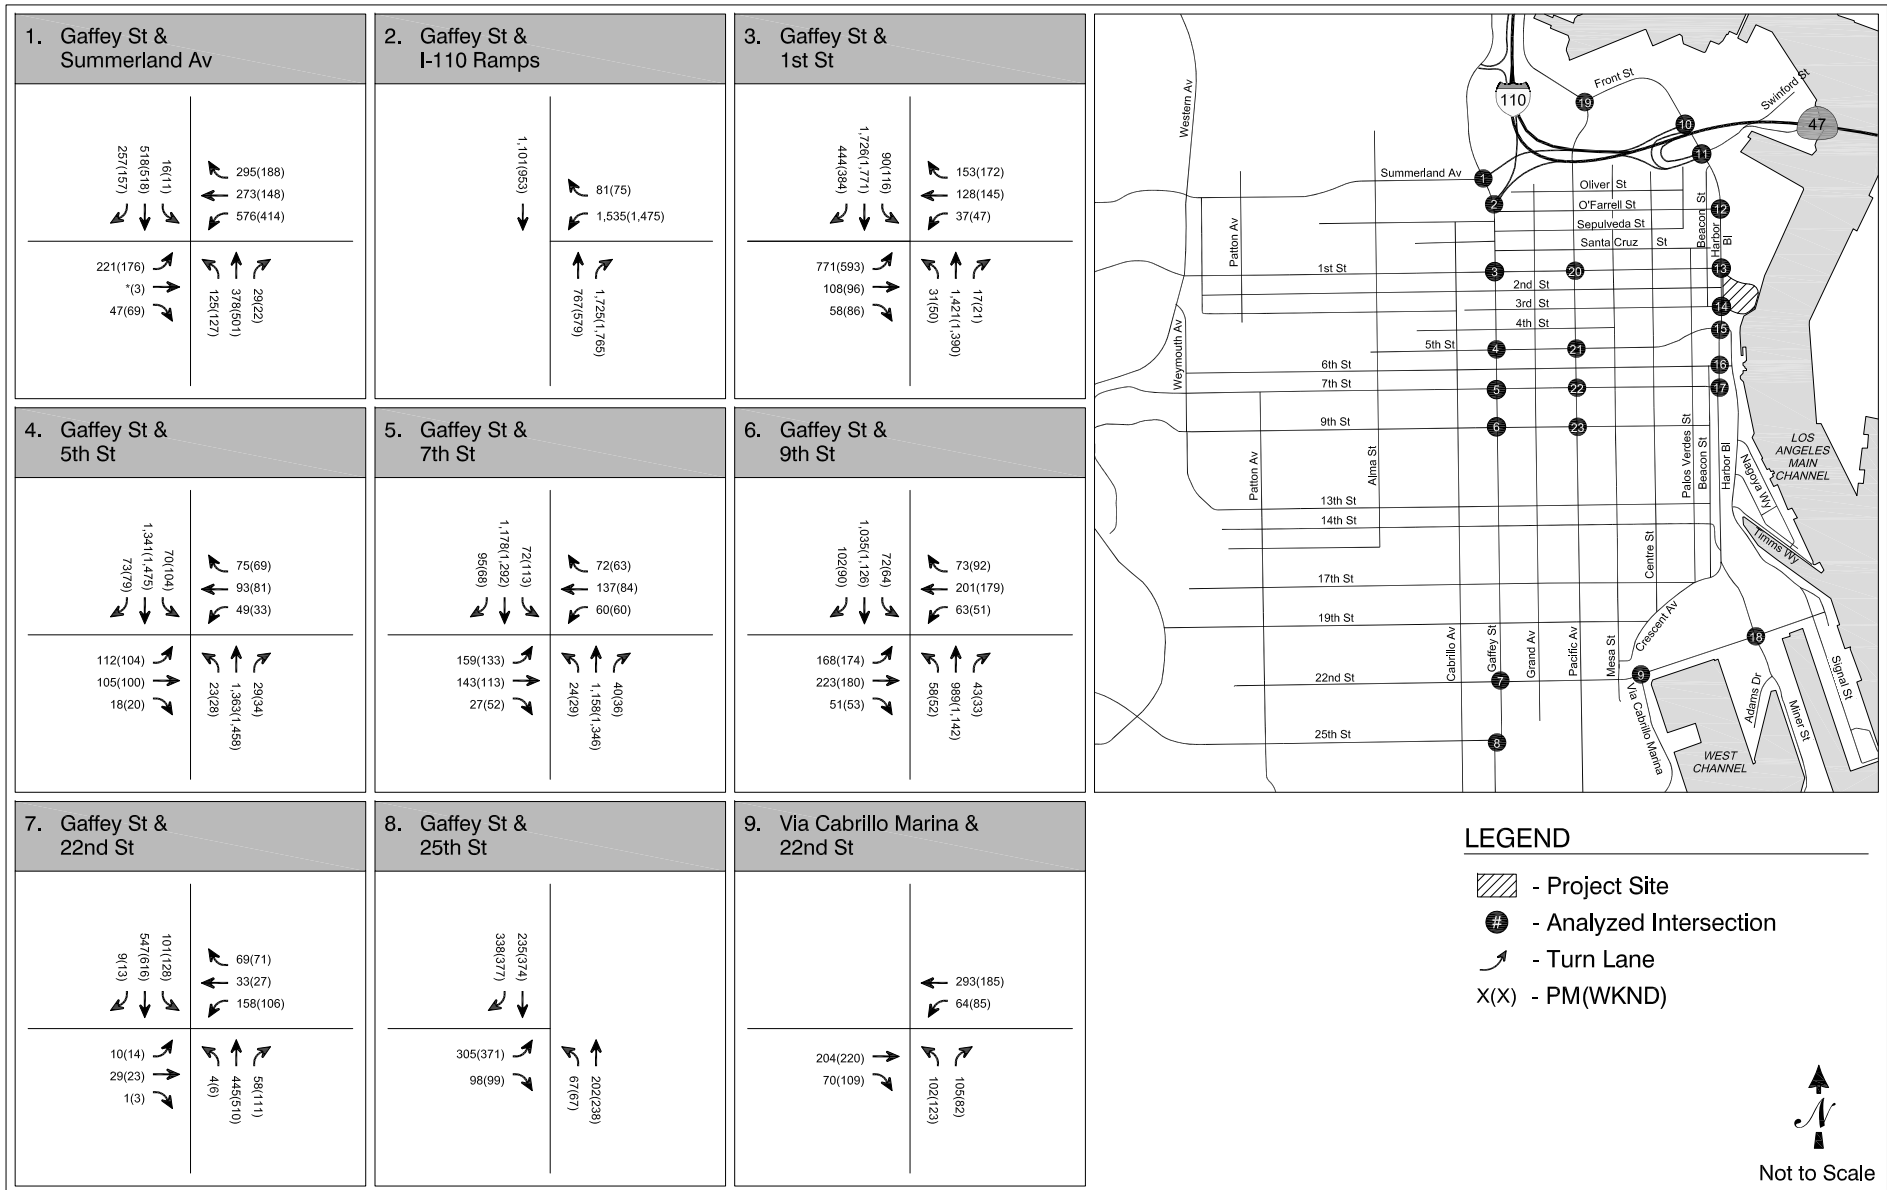 1. Gaffey St &
Summerland Av
257(157)
518(518)
16(11)
295(188)
273(148)
576(414)
221(176)
*(3)
47(69)
125(127)
378(501)
29(22)
2. Gaffey St &
I-110 Ramps
1,101(953)
81(75)
1,535(1,475)
767(579)
1,725(1,765)
3. Gaffey St &
1st St
444(384)
1,726(1,771)
90(116)
153(172)
128(145)
37(47)
771(593)
108(96)
58(86)
31(50)
1,421(1,390)
17(21)
4. Gaffey St &
5th St
73(79)
1,341(1,475)
70(104)
75(69)
93(81)
49(33)
112(104)
105(100)
18(20)
23(28)
1,363(1,458)
29(34)
5. Gaffey St &
7th St
95(68)
1,178(1,292)
72(113)
72(63)
137(84)
60(60)
159(133)
143(113)
27(52)
24(29)
1,158(1,346)
40(36)
6. Gaffey St &
9th St
102(90)
1,035(1,126)
72(64)
73(92)
201(179)
63(51)
168(174)
223(180)
51(53)
58(52)
989(1,142)
43(33)
7. Gaffey St &
22nd St
9(13)
547(616)
101(128)
69(71)
33(27)
158(106)
10(14)
29(23)
1(3)
4(6)
445(510)
58(111)
8. Gaffey St &
25th St
338(377)
235(374)
305(371)
98(99)
67(67)
202(238)
9. Via Cabrillo Marina &
22nd St
293(185)
64(85)
204(220)
70(109)
102(123)
105(82)
110
47
Western Av
Front St
Swinford St
19
10
11
Summerland Av
1
2
Oliver St
O'Farrell St
Sepulveda St
Santa Cruz St
Beacon St
Harbor Bl
12
Patton Av
1st St
3
20
13
2nd St
3rd St
14
4th St
15
5th St
4
21
Weymouth Av
6th St
16
7th St
5
22
17
9th St
6
23
Patton Av
Alma St
Palos Verdes St
Beacon St
Harbor Bl
Nagoya Wy
LOS
ANGELES
MAIN
CHANNEL
13th St
14th St
Timms Wy
Centre St
17th St
19th St
Crescent Av
Cabrillo Av
Gaffey St
Grand Av
Pacific Av
Mesa St
18
22nd St
7
9
Via Cabrillo Marina
Adams Dr
Miner St
Signal St
25th St
8
WEST
CHANNEL
LEGEND
- Project Site
# - Analyzed Intersection
- Turn Lane
X(X) - PM(WKND)
N
Not to Scale